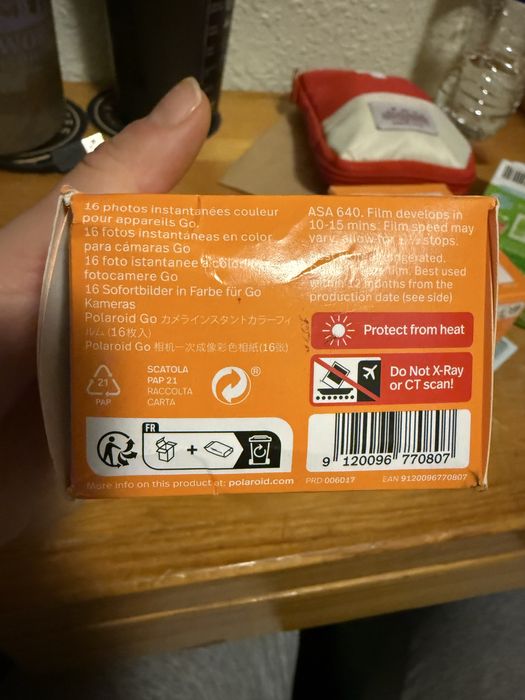 16 photos instantanées couleur
pour appareils Go.
16 fotos instantáneas en color
para cámaras Go
16 foto istantanee a colori
fotocamere Go
16 Sofortbilder in Farbe für Go
Kameras
Polaroid Go カメラインスタントカラーフィ
ルム (16枚入)
Polaroid Go 相机一次成像彩色相紙(16张)
ASA 640. Film develops in
10-15 mins. Film speed may
vary, allow for stops.
refrigerated.
film. Best used
within 12 months from the
production date (see side)
Protect from heat
Do Not X-Ray
or CT scan!
21
PAP
SCATOLA
PAP 21
RACCOLTA
CARTA
®
FR
+
9 120096 770807
More info on this product at: polaroid.com
PRD 006017
EAN 9120096770807